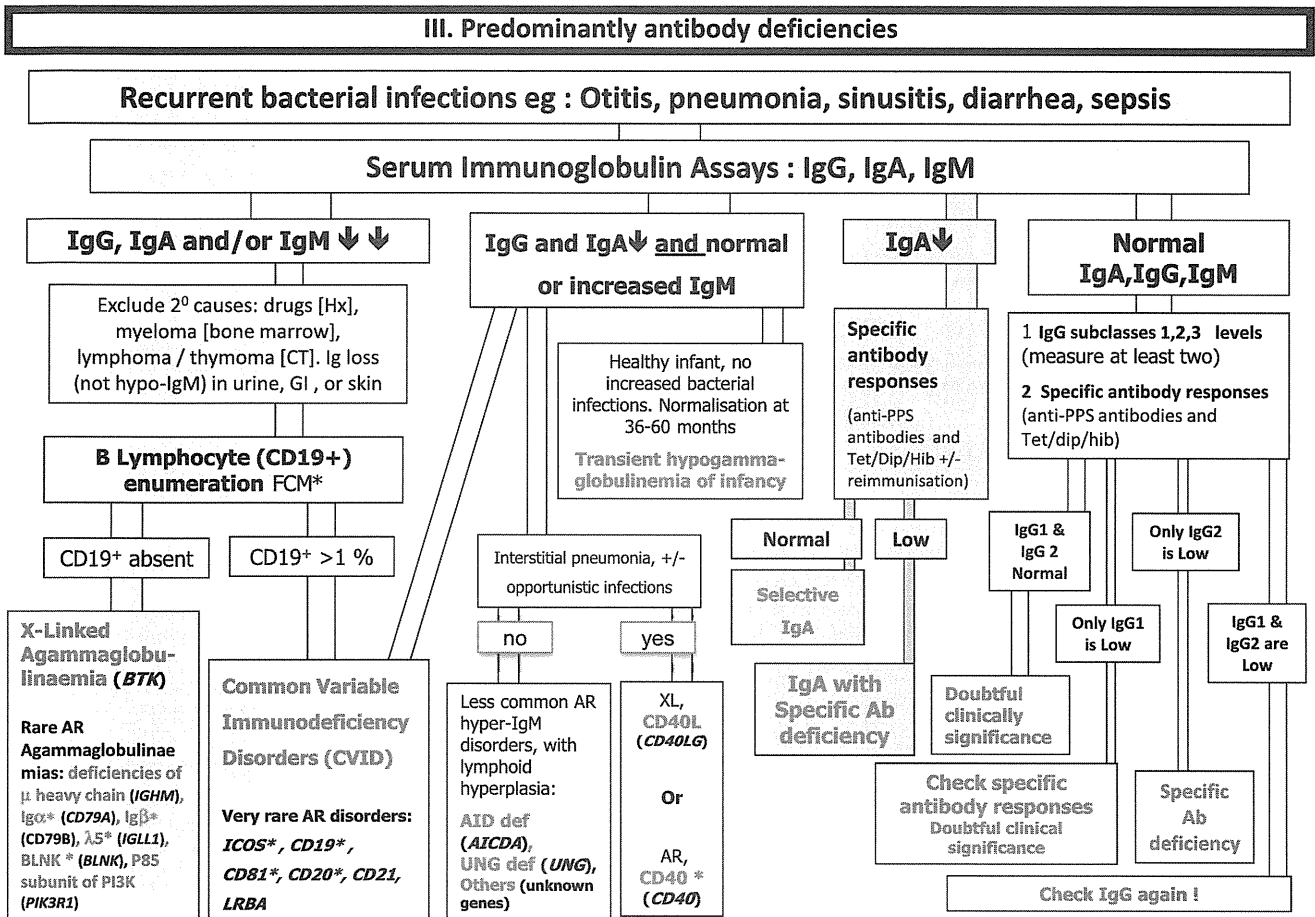 III. Predominantly antibody deficiencies
Recurrent bacterial infections eg : Otitis, pneumonia, sinusitis, diarrhea, sepsis
Serum Immunoglobulin Assays : IgG, IgA, IgM
IgG, IgA and/or IgM ↓ ↓
Exclude 2⁰ causes: drugs [Hx],
myeloma [bone marrow],
lymphoma / thymoma [CT]. Ig loss
(not hypo-IgM) in urine, GI , or skin
B Lymphocyte (CD19+)
enumeration FCM*
CD19⁺ absent
CD19⁺ >1 %
X-Linked
Agammaglobu-
linaemia (BTK)
Rare AR
Agammaglobulinae
mias: deficiencies of
μ heavy chain (IGHM),
Igα* (CD79A), Igβ*
(CD79B), λ5* (IGLL1),
BLNK * (BLNK), P85
subunit of PI3K
(PIK3R1)
Common Variable
Immunodeficiency
Disorders (CVID)
Very rare AR disorders:
ICOS*, CD19*,
CD81*, CD20*, CD21,
LRBA
IgG and IgA↓ and normal
or increased IgM
Healthy infant, no
increased bacterial
infections. Normalisation at
36-60 months
Transient hypogamma-
globulinemia of infancy
Interstitial pneumonia, +/-
opportunistic infections
no
yes
Less common AR
hyper-IgM
disorders, with
lymphoid
hyperplasia:
AID def
(AICDA),
UNG def (UNG),
Others (unknown
genes)
XL,
CD40L
(CD40LG)
Or
AR,
CD40 *
(CD40)
IgA↓
Specific
antibody
responses
(anti-PPS
antibodies and
Tet/Dip/Hib +/-
reimmunisation)
Normal
Low
Selective
IgA
IgA with
Specific Ab
deficiency
Normal
IgA,IgG,IgM
1 IgG subclasses 1,2,3 levels
(measure at least two)
2 Specific antibody responses
(anti-PPS antibodies and
Tet/dip/hib)
IgG1 &
IgG 2
Normal
Only IgG2
is Low
Only IgG1
is Low
IgG1 &
IgG2 are
Low
Doubtful
clinically
significance
Check specific
antibody responses
Doubtful clinical
significance
Specific
Ab
deficiency
Check IgG again !